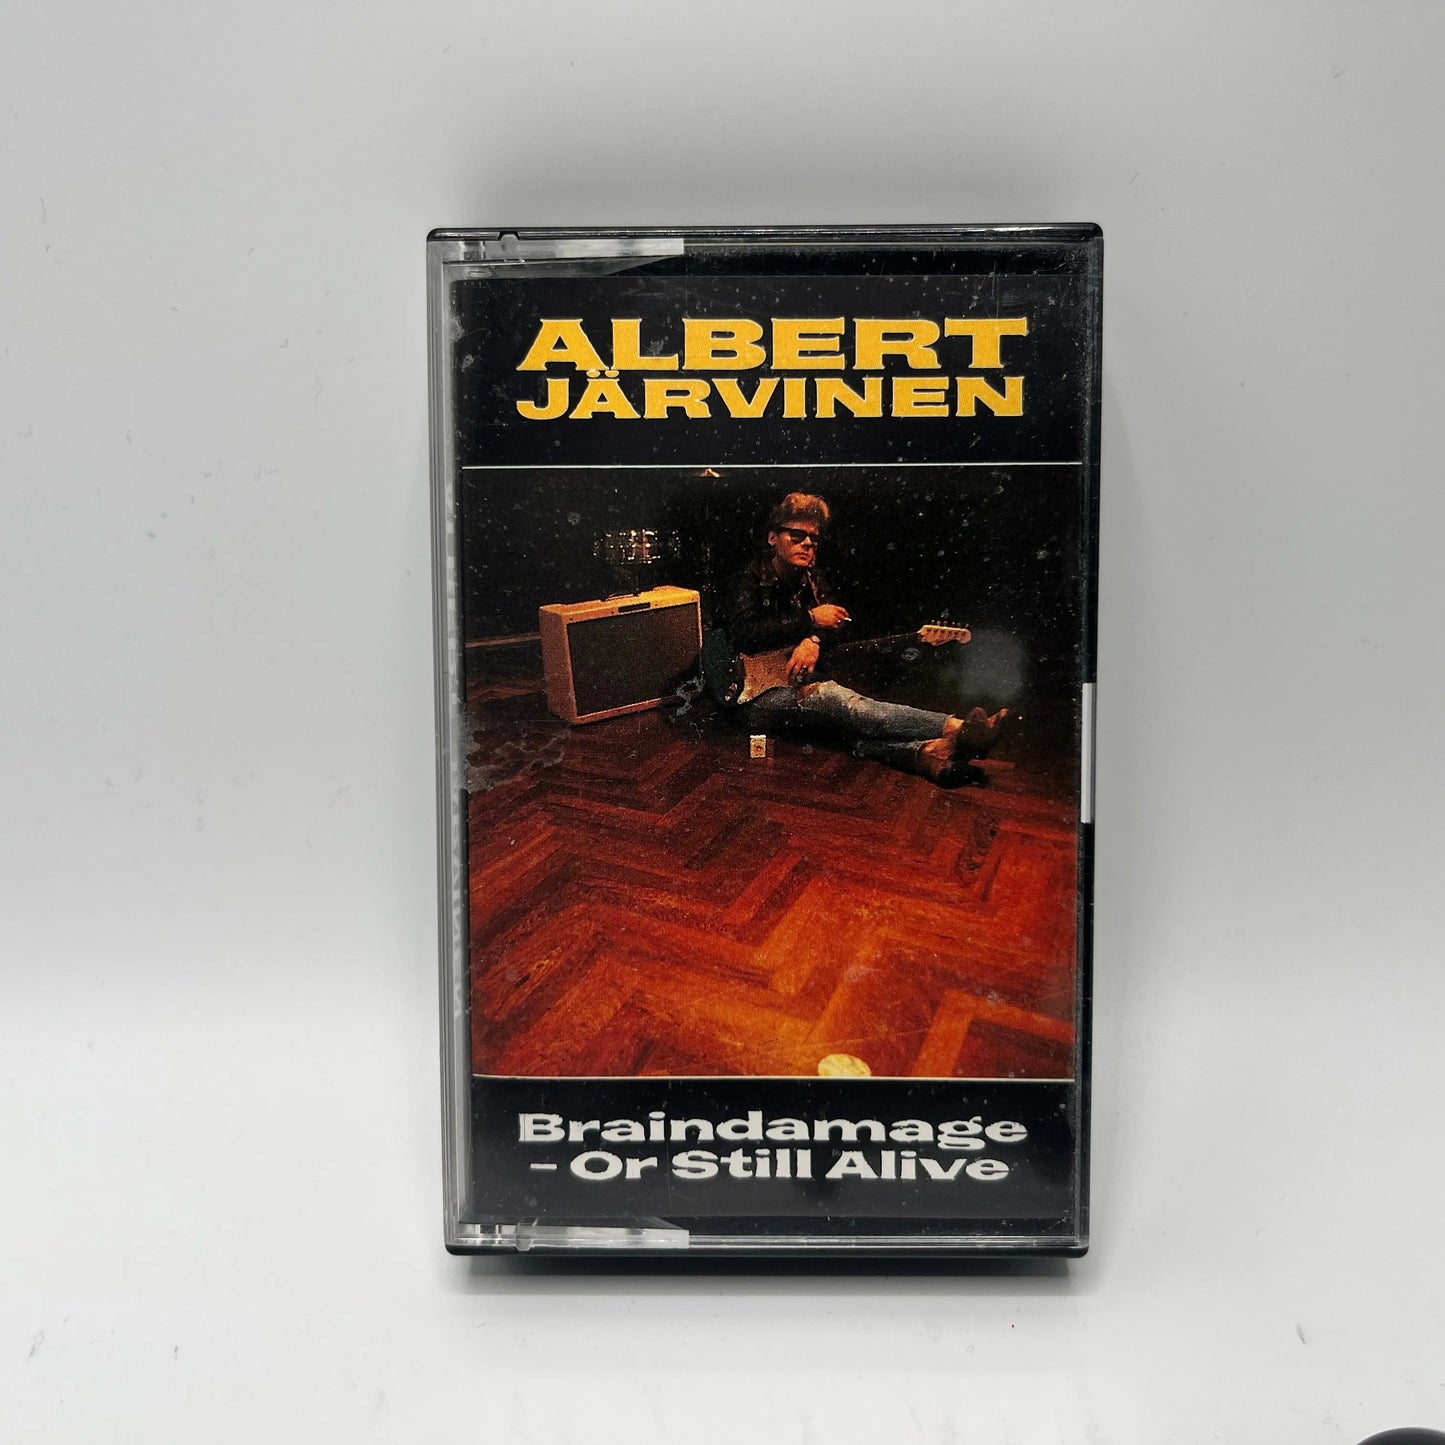 ALBERT
JÄRVINEN
Braindamage
- Or Still Alive